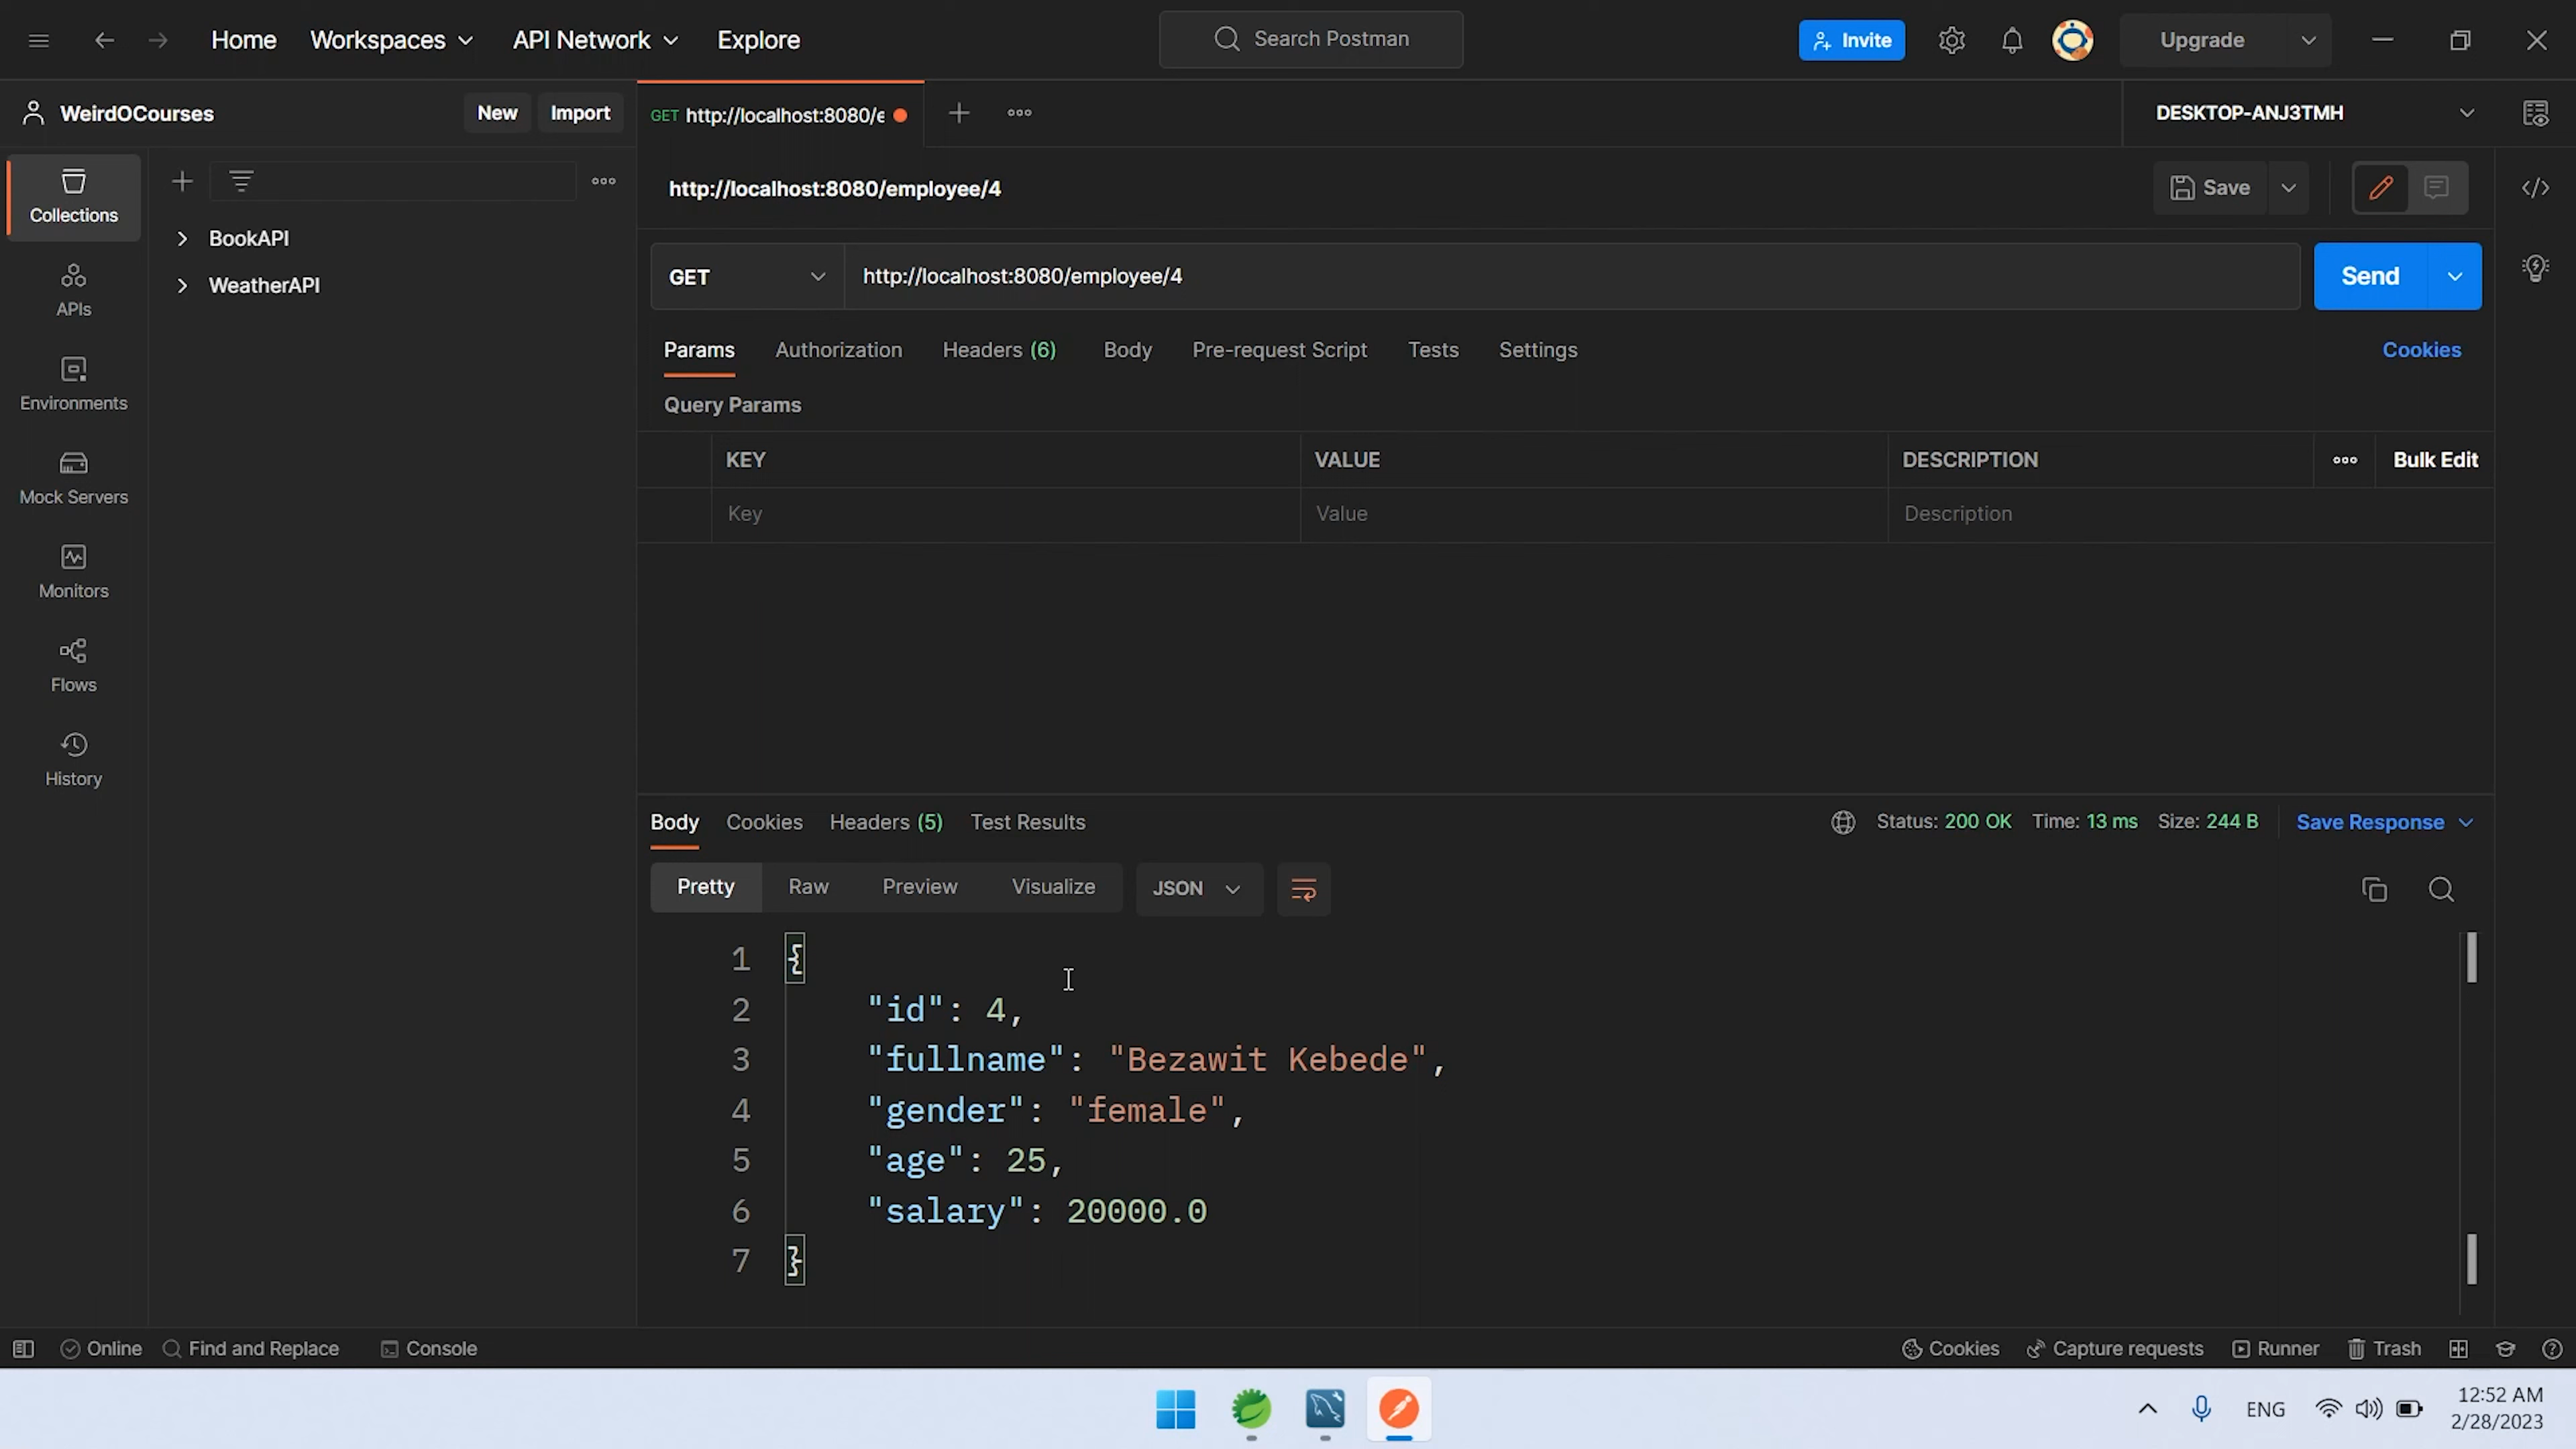 Home Workspaces API Network Explore Search Postman Invite Upgrade
WeirdOCourses New Import GET http://localhost:8080/e DESKTOP-ANJ3TMH
http://localhost:8080/employee/4 Save
Collections
BookAPI
WeatherAPI
APIs
Environments
Mock Servers
Monitors
Flows
History
GET http://localhost:8080/employee/4 Send
Params Authorization Headers (6) Body Pre-request Script Tests Settings Cookies
Query Params
KEY VALUE DESCRIPTION Bulk Edit
Key Value Description
Body Cookies Headers (5) Test Results Status: 200 OK Time: 13 ms Size: 244 B Save Response
Pretty Raw Preview Visualize JSON
1 {
2 "id": 4,
3 "fullname": "Bezawit Kebede",
4 "gender": "female",
5 "age": 25,
6 "salary": 20000.0
7 }
Online Find and Replace Console Cookies Capture requests Runner Trash
ENG 12:52 AM
2/28/2023